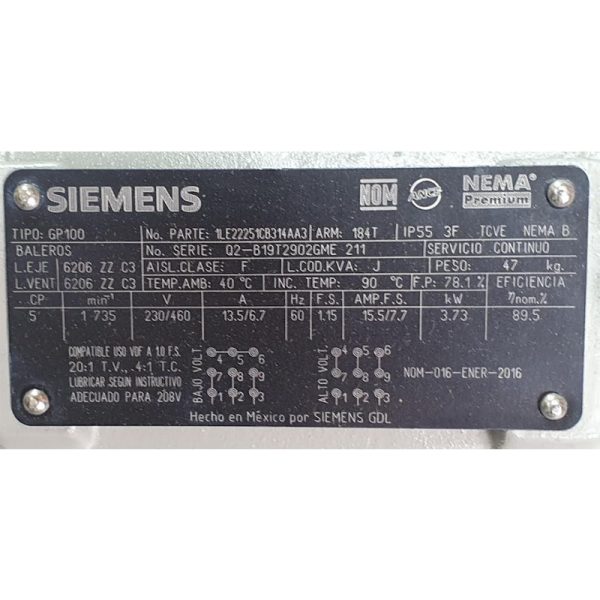 SIEMENS NOM ANCE NEMA Premium
TIPO: GP100 No. PARTE: 1LE22251CB314AA3 ARM: 184T IP55 3F TCVE NEMA B
BALEROS No. SERIE: Q2-B19T2902GME 211 SERVICIO CONTINUO
L.EJE 6206 ZZ C3 AISL.CLASE: F L.COD.KVA: J PESO: 47 kg.
L.VENT 6206 ZZ C3 TEMP.AMB: 40 °C INC. TEMP: 90 °C F.P: 78.1 % EFICIENCIA
CP min⁻¹ V A Hz F.S. AMP.F.S. kW ηnom.%
5 1 735 230/460 13.5/6.7 60 1.15 15.5/7.7 3.73 89.5
COMPATIBLE USO VDF A 1.0 F.S.
20:1 T.V., 4:1 T.C.
LUBRICAR SEGUN INSTRUCTIVO
ADECUADO PARA 208V
BAJO VOLT.
4 5 6
7 8 9
1 2 3
ALTO VOLT.
4 5 6
7 8 9
1 2 3
NOM-016-ENER-2016
Hecho en México por SIEMENS GDL